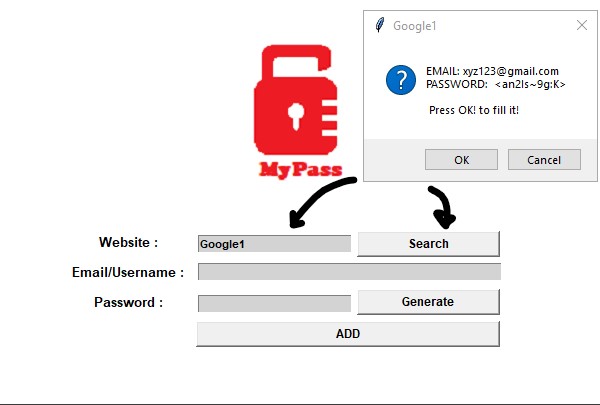 Google1
EMAIL: xyz123@gmail.com
PASSWORD: <an2Is~9g:K>
Press OK! to fill it!
OK Cancel
MyPass
Website : Google1 Search
Email/Username :
Password : Generate
ADD